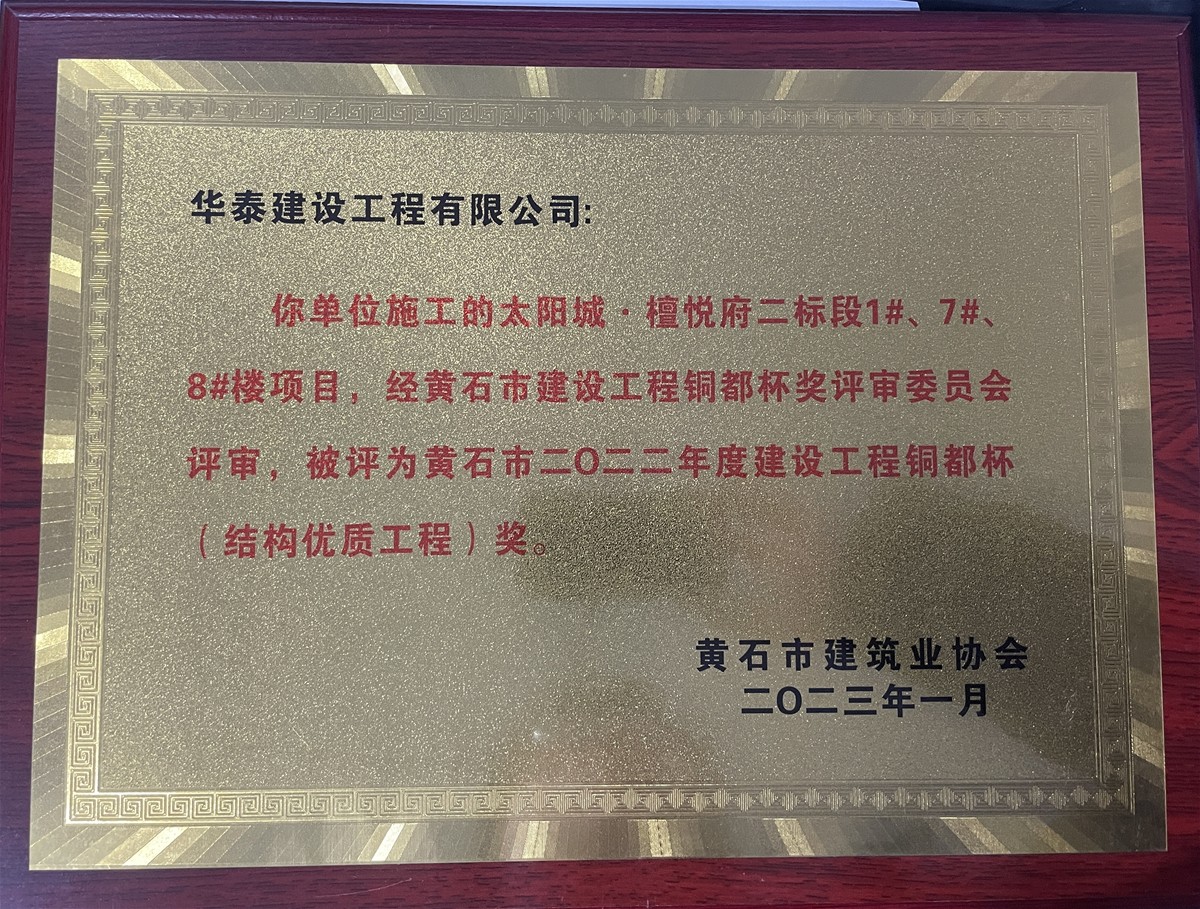 华泰建设工程有限公司:
你单位施工的太阳城·檀悦府二标段1#、7#、
8#楼项目，经黄石市建设工程铜都杯奖评审委员会
评审，被评为黄石市二〇二二年度建设工程铜都杯
（结构优质工程）奖。
黄石市建筑业协会
二〇二三年一月